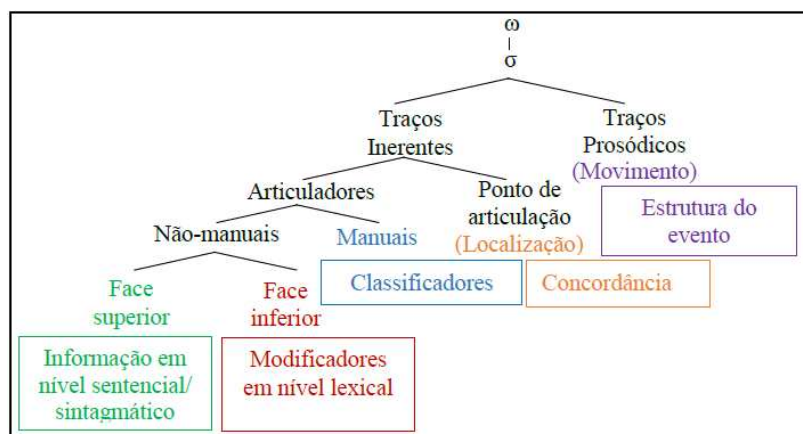 ω
σ
Traços
Inerentes
Traços
Prosódicos
(Movimento)
Articuladores
Ponto de
articulação
(Localização)
Estrutura do
evento
Não-manuais
Manuais
Classificadores
Concordância
Face
superior
Face
inferior
Informação em
nível sentencial/
sintagmático
Modificadores
em nível lexical